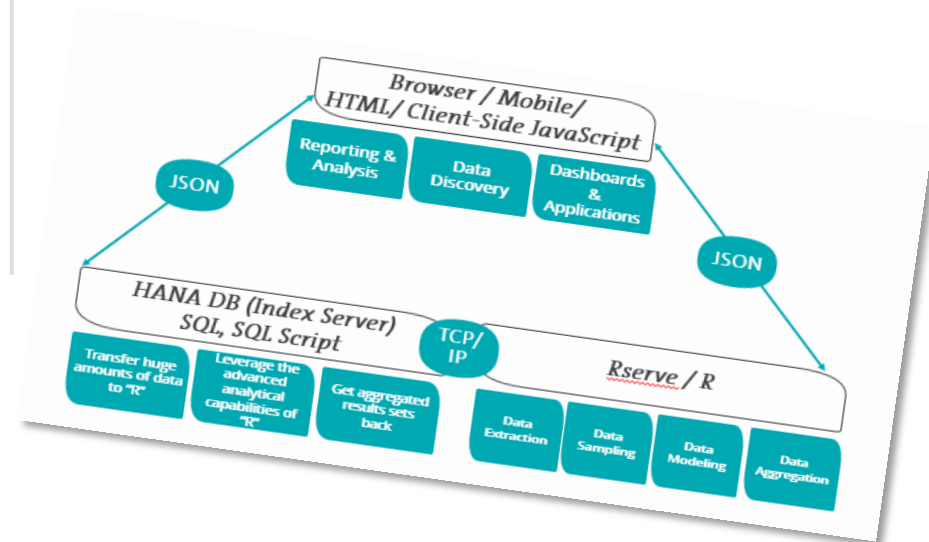 Browser / Mobile/
HTML/ Client-Side JavaScript
Reporting &
Analysis
Data
Discovery
Dashboards
&
Applications
JSON
JSON
HANA DB (Index Server)
SQL, SQL Script
TCP/
IP
Rserve / R
Transfer huge
amounts of data
to “R”
Leverage the
advanced
analytical
capabilities of
“R”
Get aggregated
results sets
back
Data
Extraction
Data
Sampling
Data
Modeling
Data
Aggregation